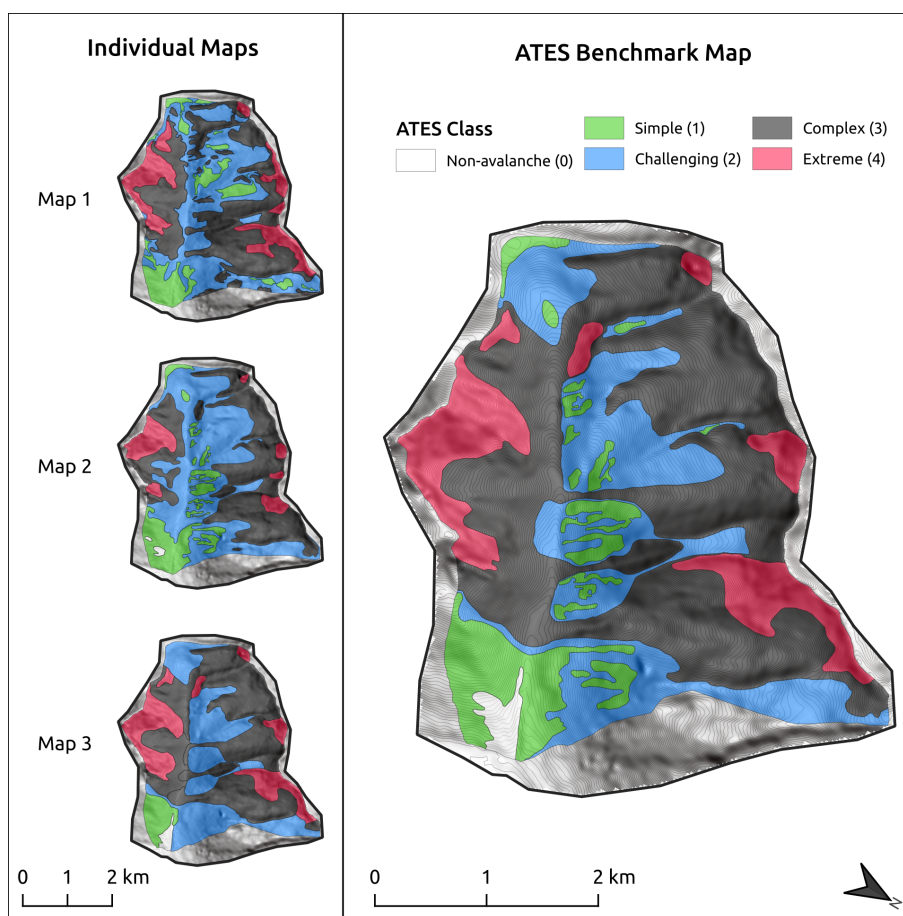 Individual Maps
Map 1
Map 2
Map 3
0 1 2 km
ATES Benchmark Map
ATES Class
Non-avalanche (0)
Simple (1)
Challenging (2)
Complex (3)
Extreme (4)
0 1 2 km
N